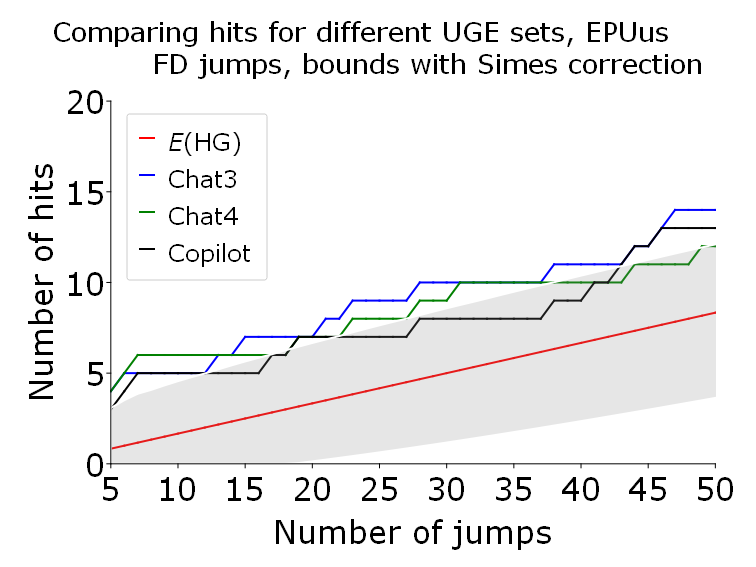 Comparing hits for different UGE sets, EPUus
FD jumps, bounds with Simes correction
Number of hits
20
15
10
5
0
E(HG)
Chat3
Chat4
Copilot
5 10 15 20 25 30 35 40 45 50
Number of jumps